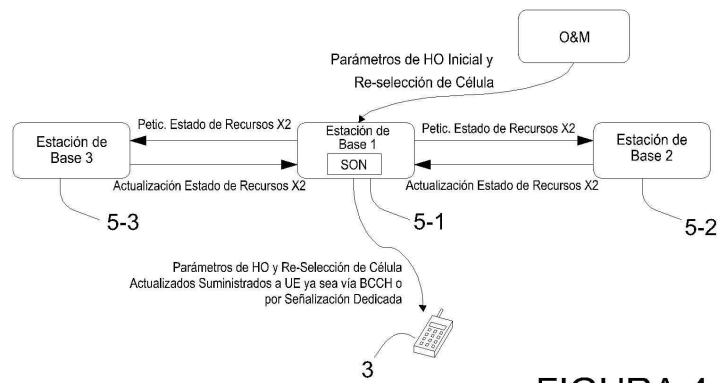 O&M
Parámetros de HO Inicial y
Re-selección de Célula
Estación de
Base 3
Petic. Estado de Recursos X2
Actualización Estado de Recursos X2
Estación de
Base 1
SON
Petic. Estado de Recursos X2
Actualización Estado de Recursos X2
Estación de
Base 2
5-3
5-1
5-2
Parámetros de HO y Re-Selección de Célula
Actualizados Suministrados a UE ya sea vía BCCH o
por Señalización Dedicada
3
FIGURA 4